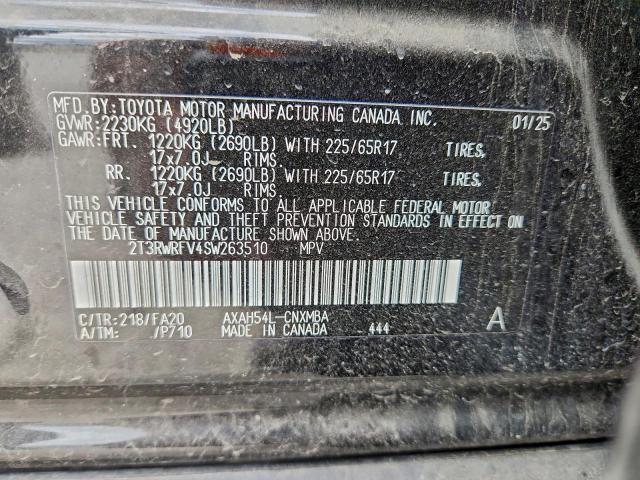 MFD. BY: TOYOTA MOTOR MANUFACTURING CANADA INC. 01/25
GVWR: 2230KG (4920LB)
GAWR: FRT. 1220KG (2690LB) WITH 225/65R17 TIRES,
17x7.0J RIMS,
RR. 1220KG (2690LB) WITH 225/65R17 TIRES,
17x7.0J RIMS.
THIS VEHICLE CONFORMS TO ALL APPLICABLE FEDERAL MOTOR
VEHICLE SAFETY AND THEFT PREVENTION STANDARDS IN EFFECT ON
THE DATE OF MANUFACTURE SHOWN ABOVE.
2T3RWRFV4SW263510 MPV
C/TR: 218/FA20 AXAH54L-CNXMBA
A/TM: /P710 MADE IN CANADA 444 A